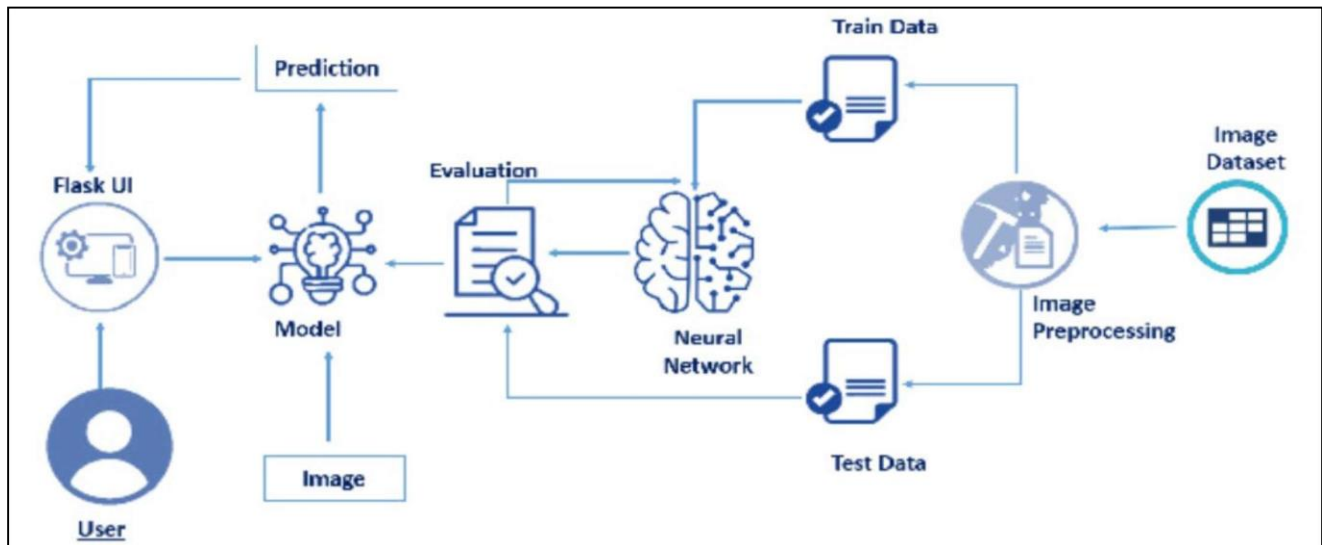 Train Data
Prediction
Image
Dataset
Evaluation
Flask UI
Image
Preprocessing
Model
Neural
Network
Test Data
Image
User